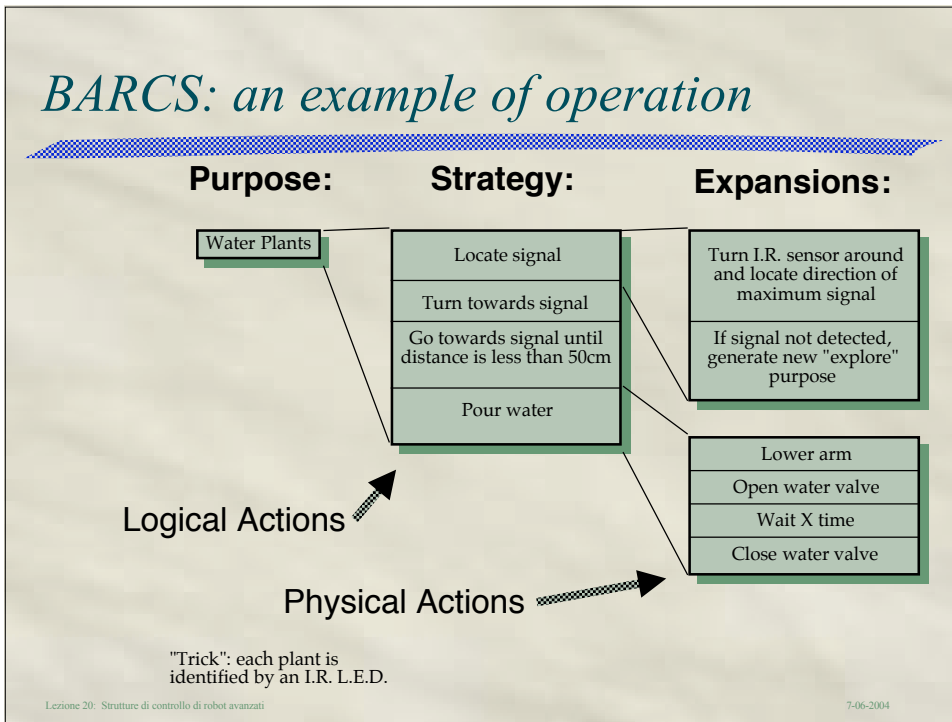 BARCS: an example of operation
Purpose:
Strategy:
Expansions:
Water Plants
Locate signal
Turn towards signal
Go towards signal until
distance is less than 50cm
Pour water
Turn I.R. sensor around
and locate direction of
maximum signal
If signal not detected,
generate new "explore"
purpose
Lower arm
Open water valve
Wait X time
Close water valve
Logical Actions
Physical Actions
"Trick": each plant is
identified by an I.R. L.E.D.
Lezione 20: Strutture di controllo di robot avanzati
7-06-2004